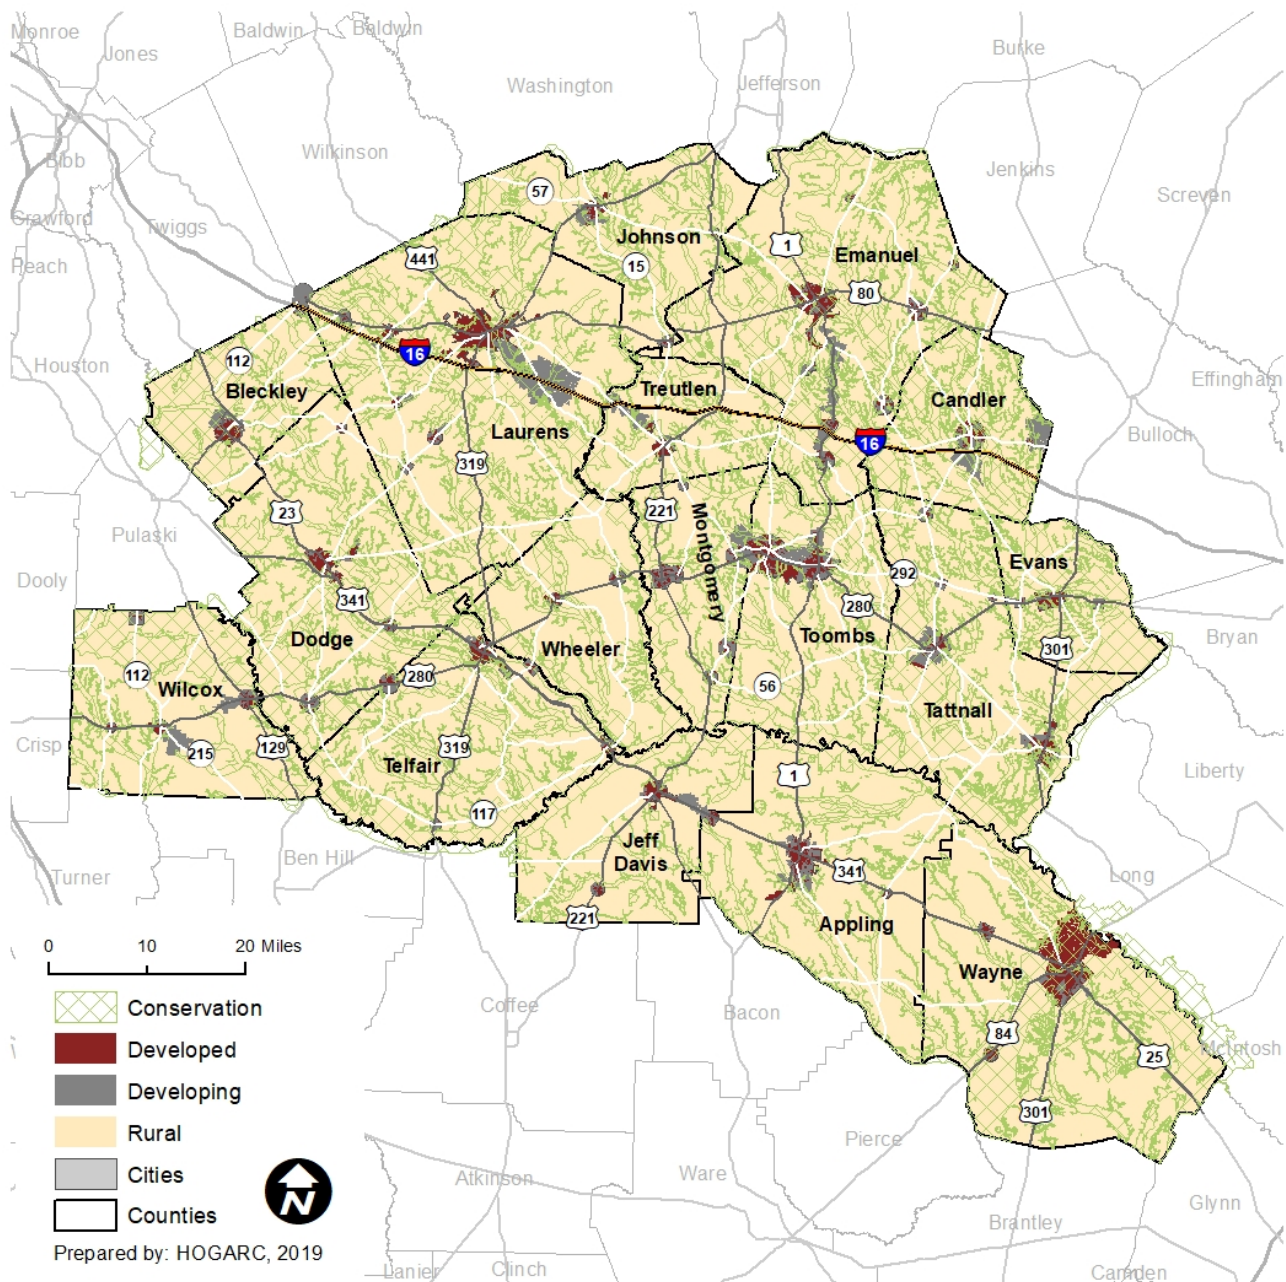 Monroe
Baldwin
Baldwin
Jones
Burke
Washington
Jefferson
Bibb
Wilkinson
Jenkins
57
Screven
Crawford
Twiggs
Johnson
1
Emanuel
441
15
Peach
80
16
112
Houston
Bleckley
Treutlen
Candler
Effingham
Laurens
16
Bulloch
319
23
221
Montgomery
Pulaski
Evans
Dooly
292
341
280
Dodge
Toombs
Bryan
Wheeler
301
112
280
56
Wilcox
Tattnall
Crisp
215
129
319
Telfair
1
Liberty
117
Jeff
Davis
Ben Hill
341
Long
Turner
221
Appling
0 10 20 Miles
Wayne
Conservation
Coffee
Bacon
84
McIntosh
Developed
25
Developing
301
Rural
Pierce
Cities
N
Atkinson
Ware
Counties
Glynn
Brantley
Prepared by: HOGARC, 2019
Lanier
Clinch
Camden